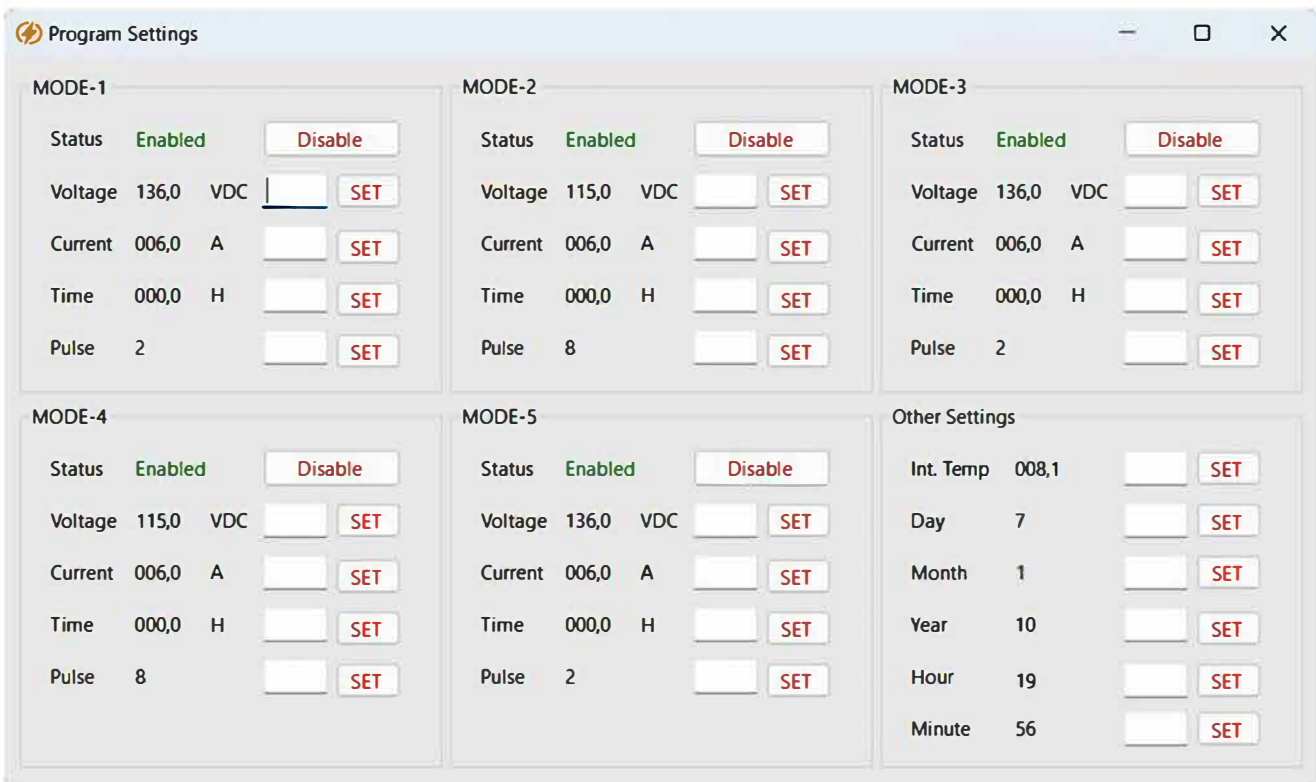 Program Settings
MODE-1
Status Enabled Disable
Voltage 136,0 VDC SET
Current 006,0 A SET
Time 000,0 H SET
Pulse 2 SET
MODE-2
Status Enabled Disable
Voltage 115,0 VDC SET
Current 006,0 A SET
Time 000,0 H SET
Pulse 8 SET
MODE-3
Status Enabled Disable
Voltage 136,0 VDC SET
Current 006,0 A SET
Time 000,0 H SET
Pulse 2 SET
MODE-4
Status Enabled Disable
Voltage 115,0 VDC SET
Current 006,0 A SET
Time 000,0 H SET
Pulse 8 SET
MODE-5
Status Enabled Disable
Voltage 136,0 VDC SET
Current 006,0 A SET
Time 000,0 H SET
Pulse 2 SET
Other Settings
Int. Temp 008,1 SET
Day 7 SET
Month 1 SET
Year 10 SET
Hour 19 SET
Minute 56 SET